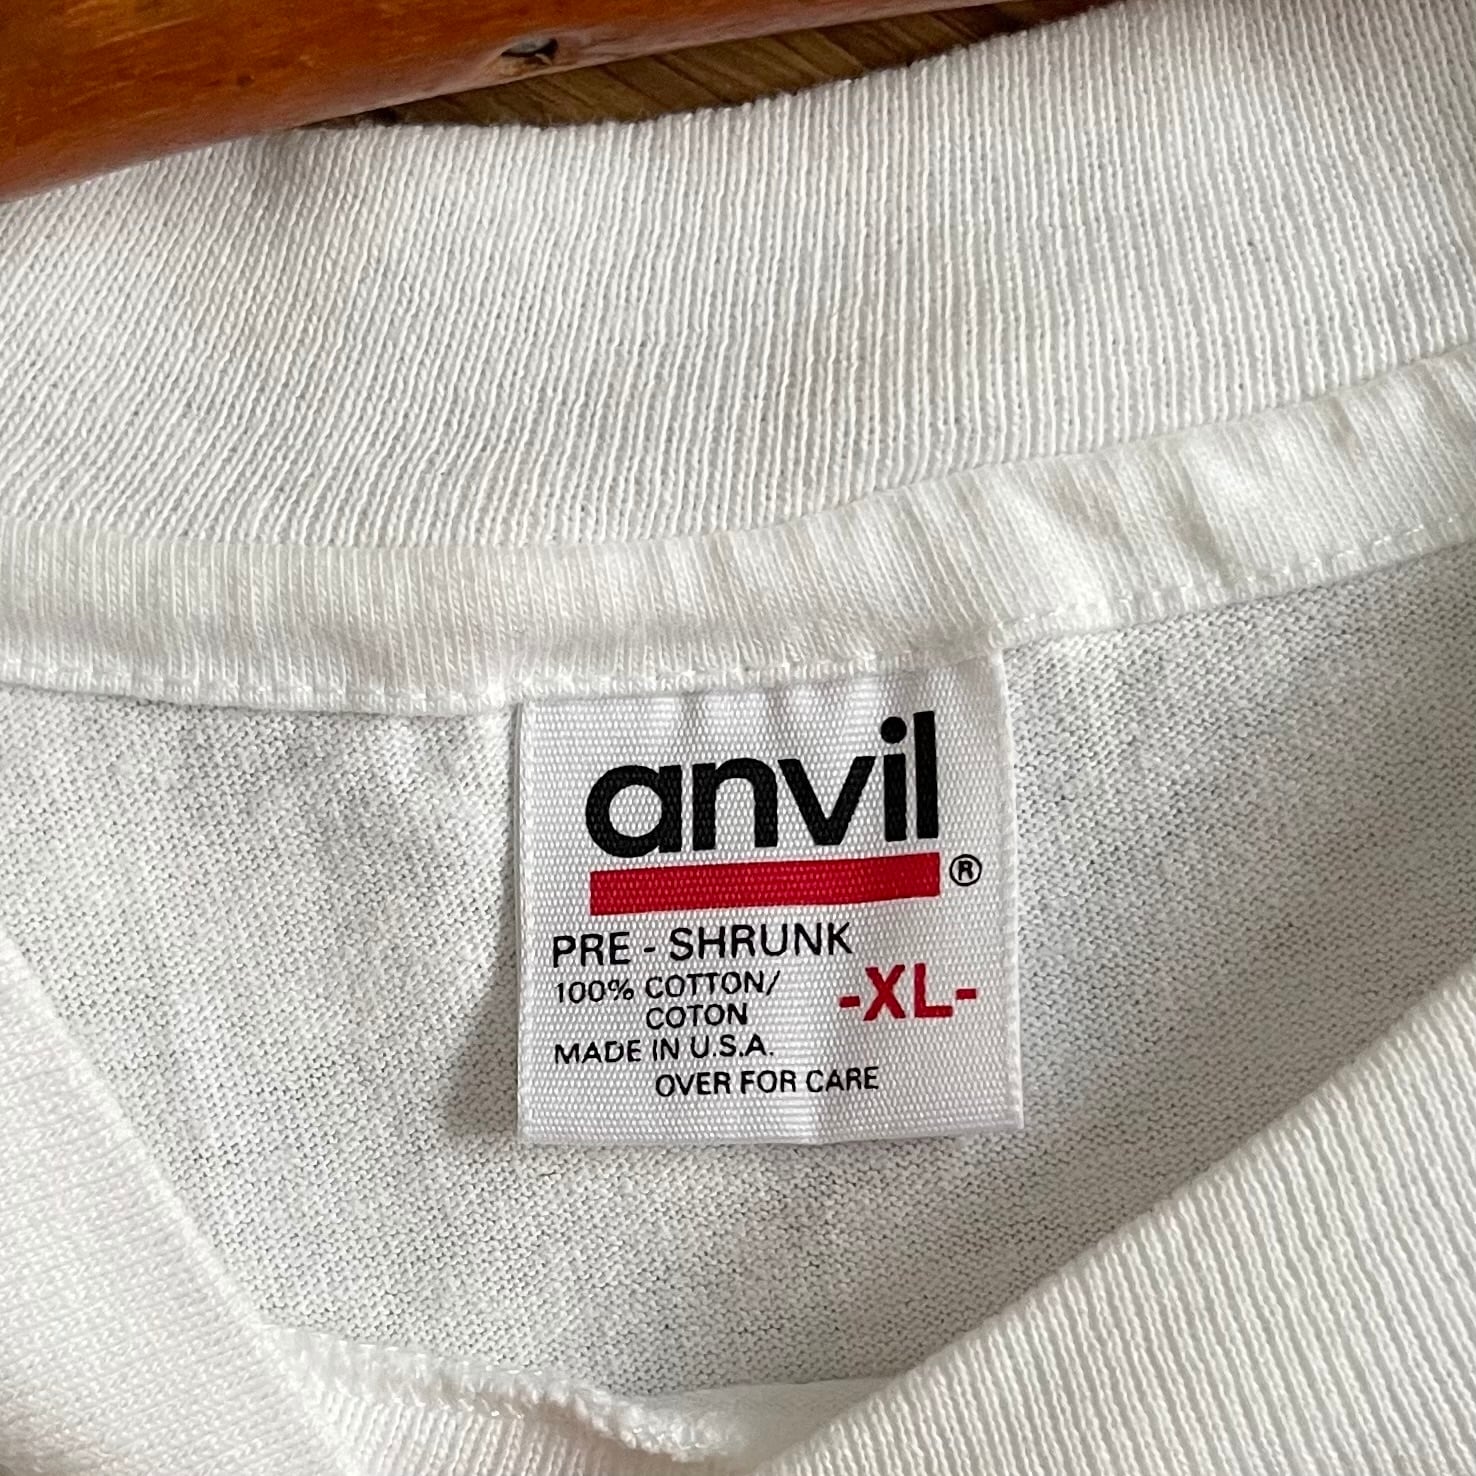 anvil
®
PRE - SHRUNK
100% COTTON/
COTON
-XL-
MADE IN U.S.A.
OVER FOR CARE